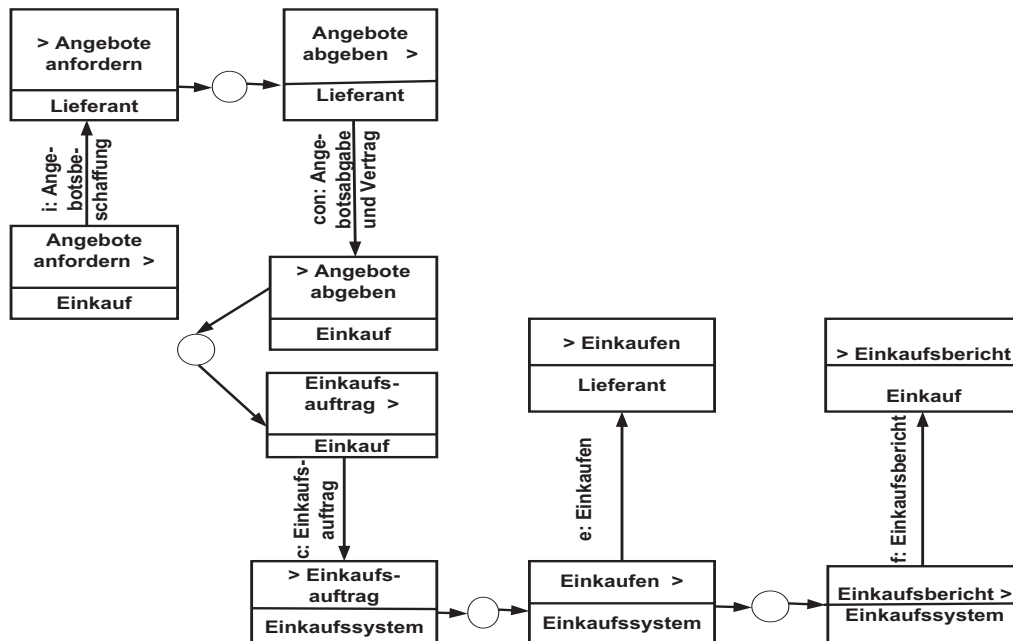 > Angebote
anfordern
Lieferant
Angebote
abgeben >
Lieferant
i: Ange-
botsbe-
schaffung
con: Ange-
botsabgabe
und Vertrag
Angebote
anfordern >
Einkauf
> Angebote
abgeben
Einkauf
> Einkaufen
Lieferant
> Einkaufsbericht
Einkauf
Einkaufs-
auftrag >
Einkauf
c: Einkaufs-
auftrag
e: Einkaufen
f: Einkaufsbericht
> Einkaufs-
auftrag
Einkaufssystem
Einkaufen >
Einkaufssystem
Einkaufsbericht >
Einkaufssystem